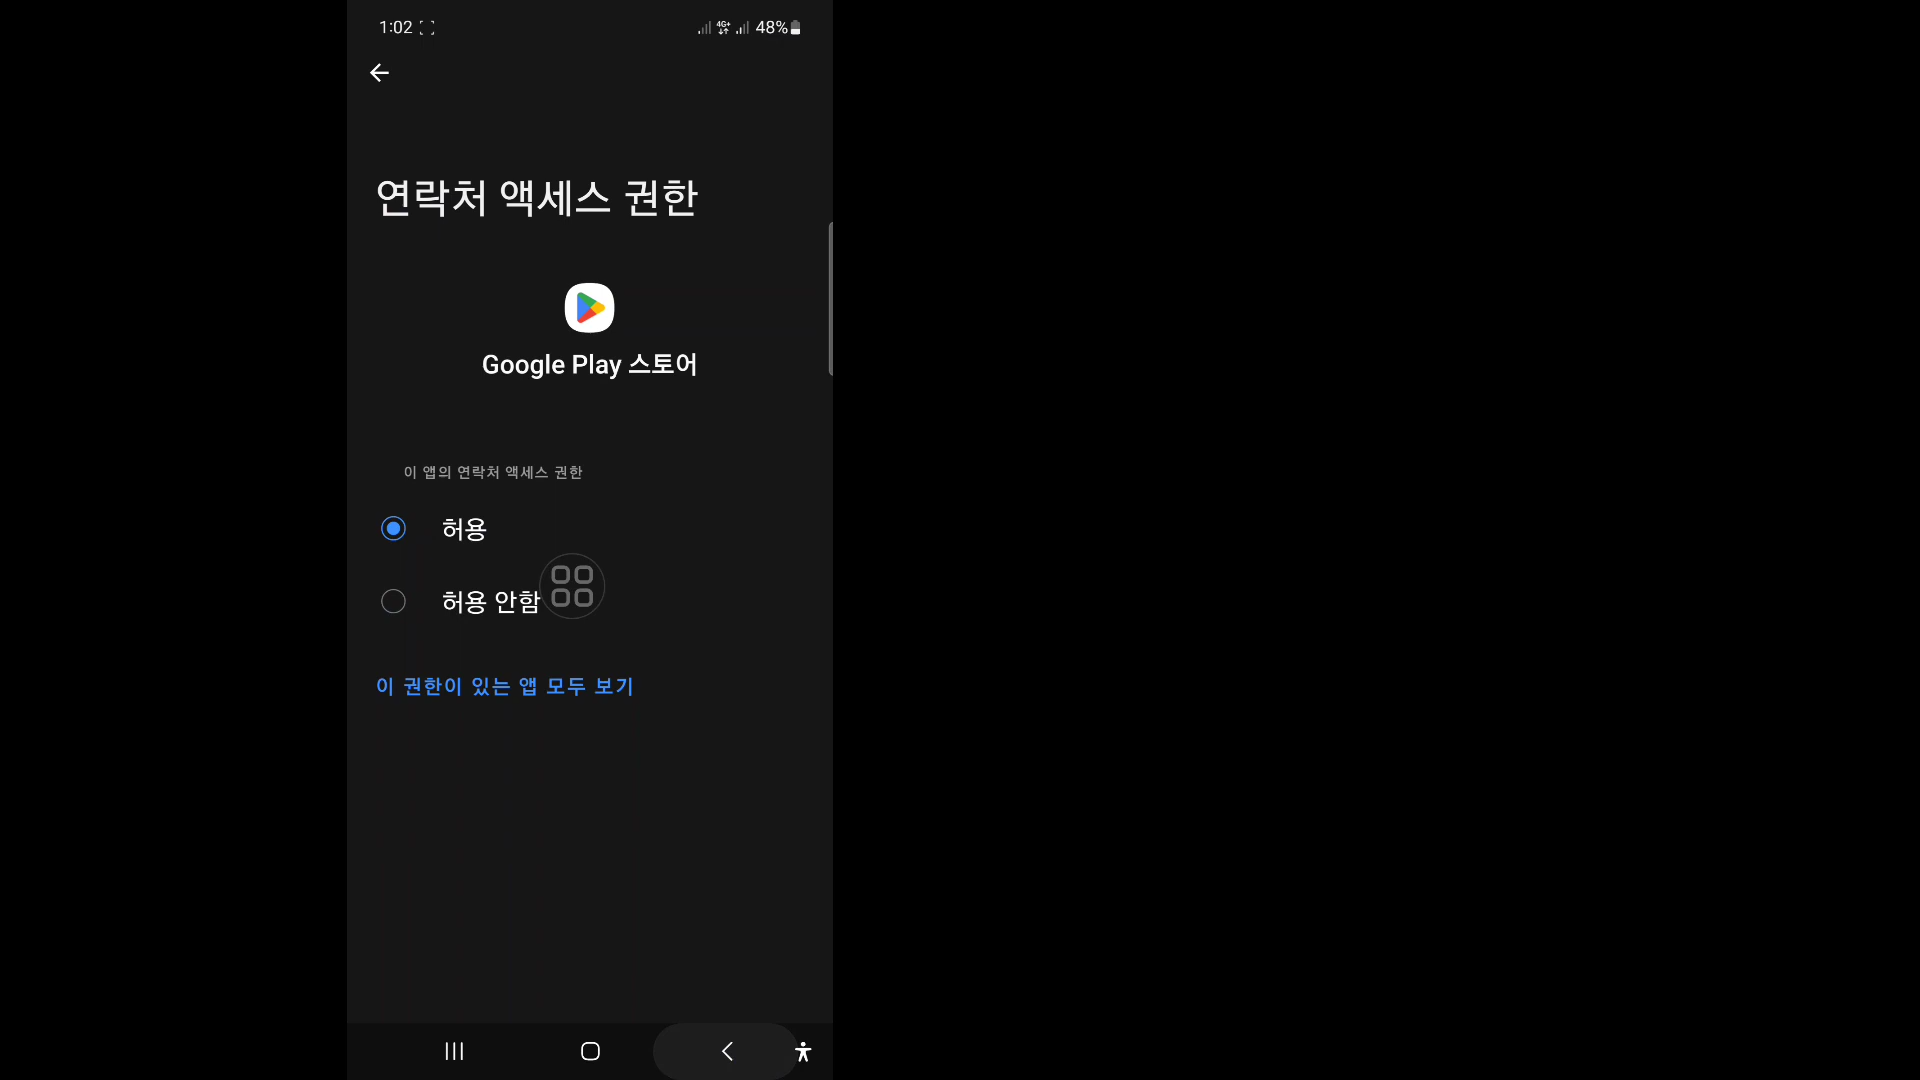 1:02
4G+
48%
연락처 액세스 권한
Google Play 스토어
이 앱의 연락처 액세스 권한
허용
허용 안함
이 권한이 있는 앱 모두 보기